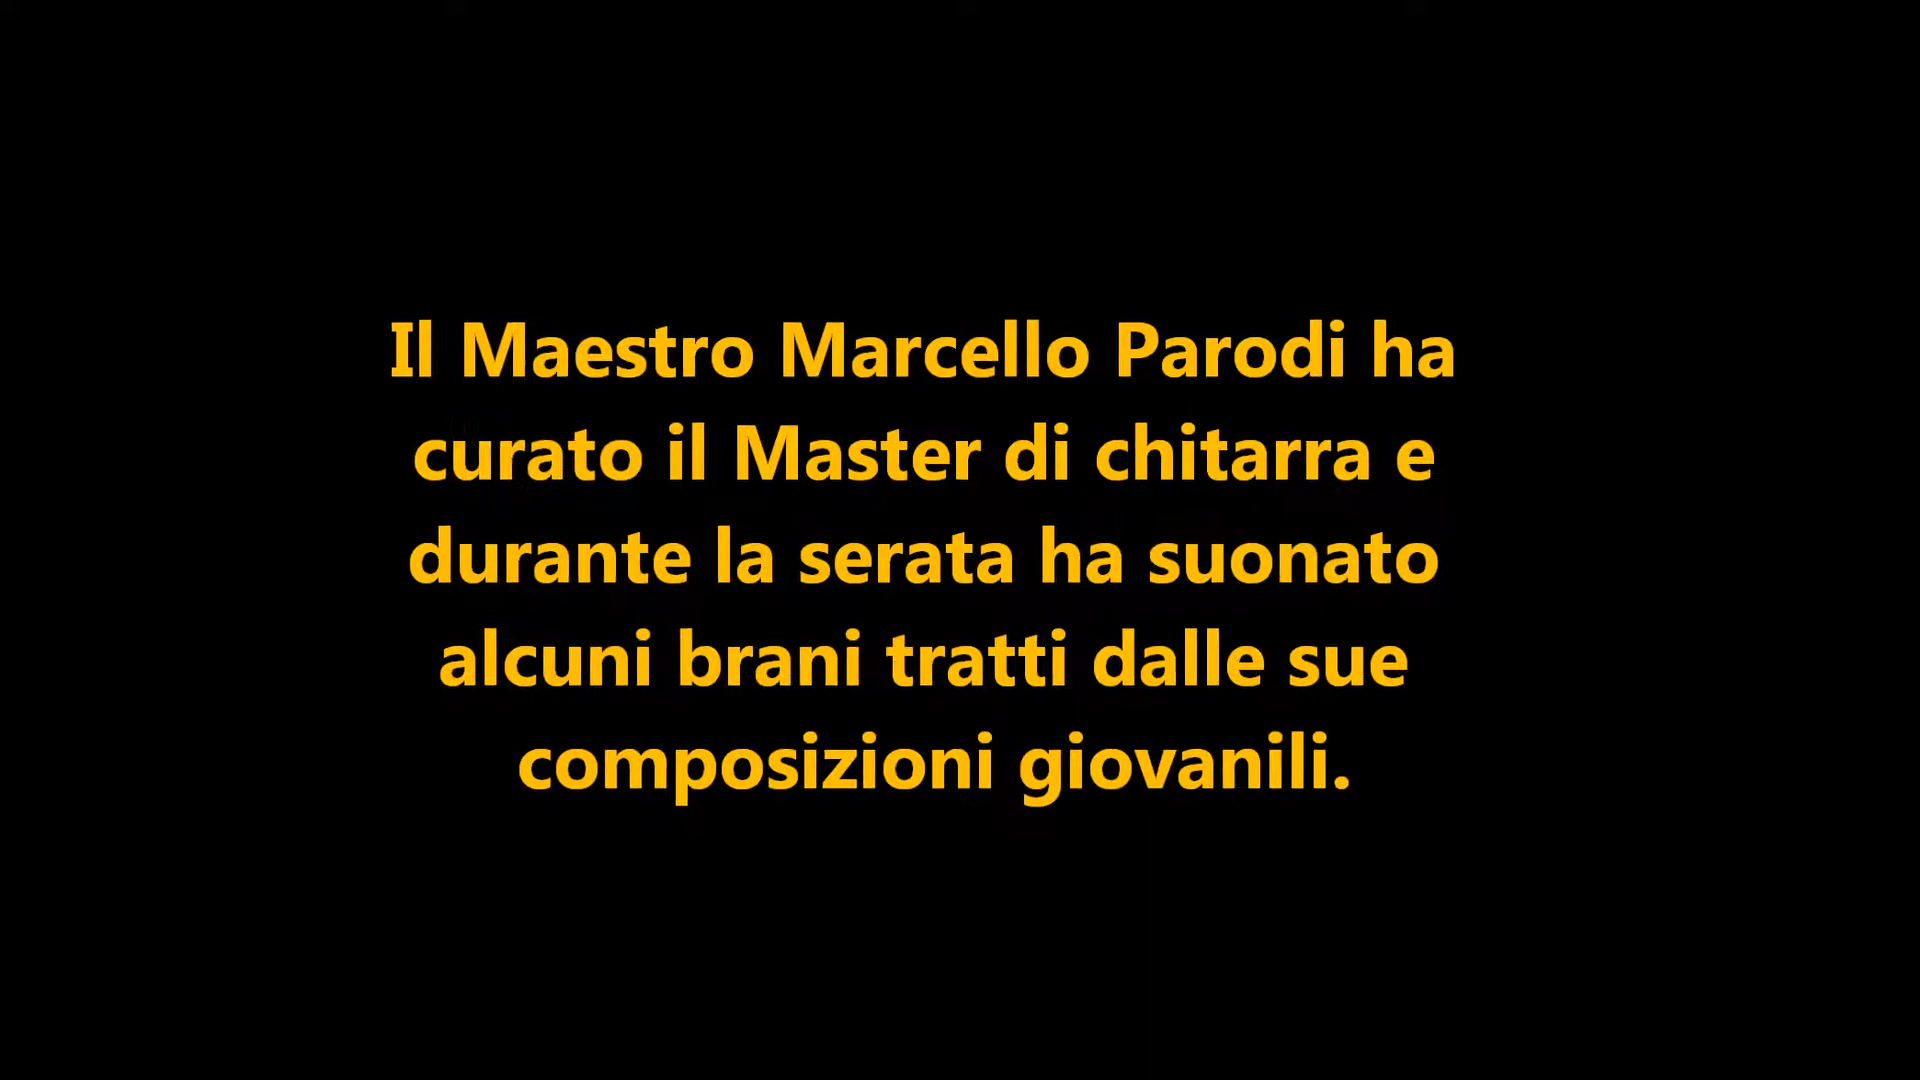 Il Maestro Marcello Parodi ha
curato il Master di chitarra e
durante la serata ha suonato
alcuni brani tratti dalle sue
composizioni giovanili.